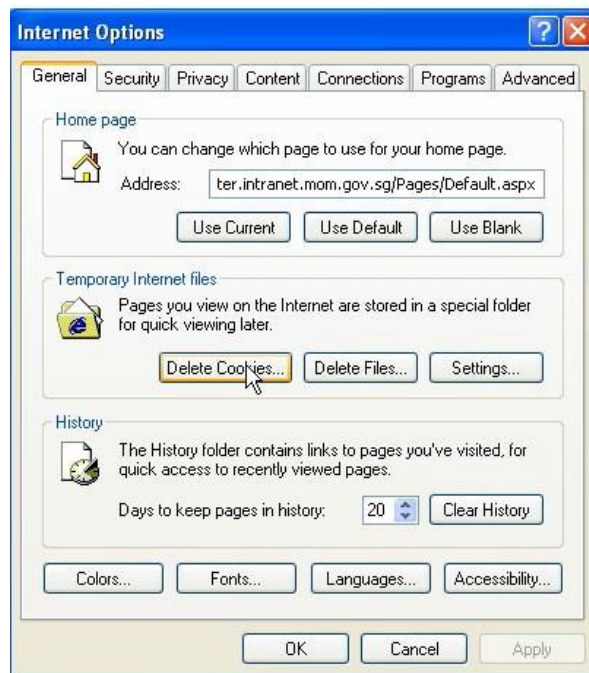 Internet Options
General Security Privacy Content Connections Programs Advanced
Home page
You can change which page to use for your home page.
Address: ter.intranet.mom.gov.sg/Pages/Default.aspx
Use Current Use Default Use Blank
Temporary Internet files
Pages you view on the Internet are stored in a special folder
for quick viewing later.
Delete Cookies... Delete Files... Settings...
History
The History folder contains links to pages you've visited, for
quick access to recently viewed pages.
Days to keep pages in history: 20 Clear History
Colors... Fonts... Languages... Accessibility...
OK Cancel Apply